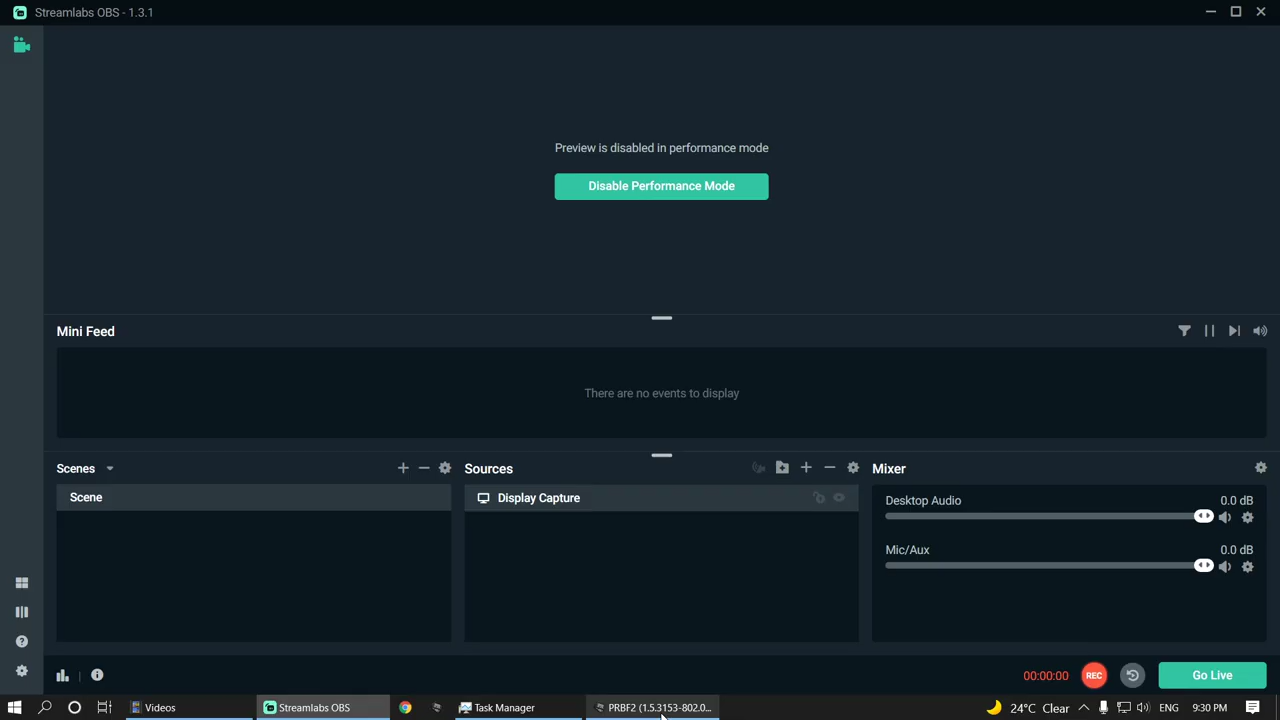 Streamlabs OBS - 1.3.1
Preview is disabled in performance mode
Disable Performance Mode
Mini Feed
There are no events to display
Scenes
Sources
Mixer
Scene
Display Capture
Desktop Audio
0.0 dB
Mic/Aux
0.0 dB
00:00:00
REC
Go Live
Videos
Streamlabs OBS
Task Manager
PRBF2 (1.5.3153-802.0...
24°C Clear
ENG
9:30 PM